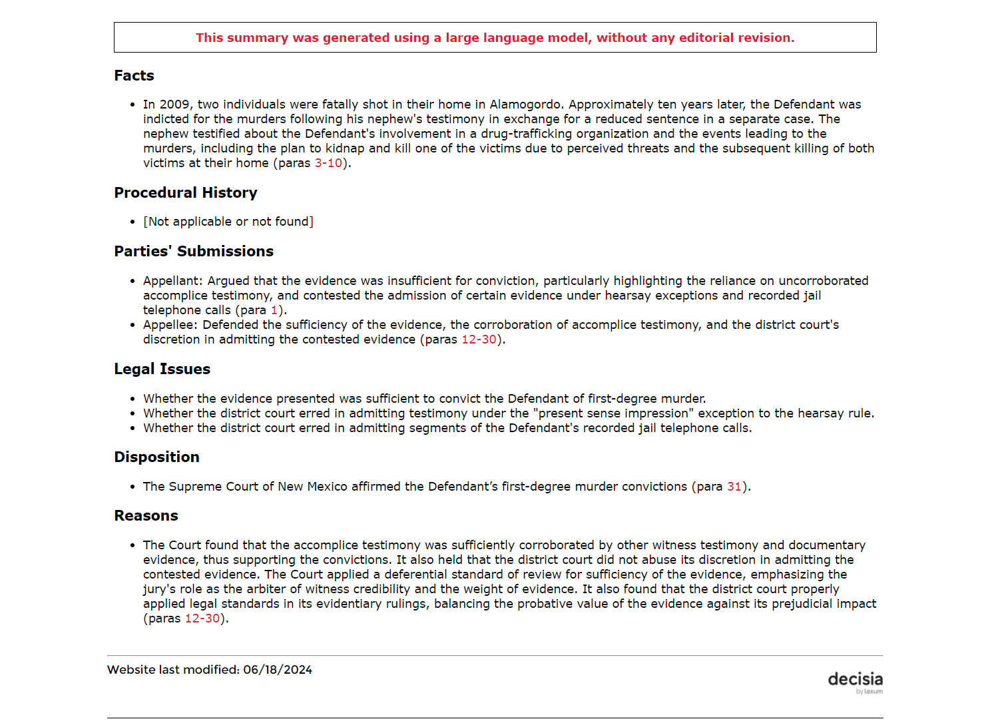 This summary was generated using a large language model, without any editorial revision.
Facts
• In 2009, two individuals were fatally shot in their home in Alamogordo. Approximately ten years later, the Defendant was
indicted for the murders following his nephew's testimony in exchange for a reduced sentence in a separate case. The
nephew testified about the Defendant's involvement in a drug-trafficking organization and the events leading to the
murders, including the plan to kidnap and kill one of the victims due to perceived threats and the subsequent killing of both
victims at their home (paras 3-10).
Procedural History
• [Not applicable or not found]
Parties' Submissions
• Appellant: Argued that the evidence was insufficient for conviction, particularly highlighting the reliance on uncorroborated
accomplice testimony, and contested the admission of certain evidence under hearsay exceptions and recorded jail
telephone calls (para 1).
• Appellee: Defended the sufficiency of the evidence, the corroboration of accomplice testimony, and the district court's
discretion in admitting the contested evidence (paras 12-30).
Legal Issues
• Whether the evidence presented was sufficient to convict the Defendant of first-degree murder.
• Whether the district court erred in admitting testimony under the "present sense impression" exception to the hearsay rule.
• Whether the district court erred in admitting segments of the Defendant's recorded jail telephone calls.
Disposition
• The Supreme Court of New Mexico affirmed the Defendant’s first-degree murder convictions (para 31).
Reasons
• The Court found that the accomplice testimony was sufficiently corroborated by other witness testimony and documentary
evidence, thus supporting the convictions. It also held that the district court did not abuse its discretion in admitting the
contested evidence. The Court applied a deferential standard of review for sufficiency of the evidence, emphasizing the
jury's role as the arbiter of witness credibility and the weight of evidence. It also found that the district court properly
applied legal standards in its evidentiary rulings, balancing the probative value of the evidence against its prejudicial impact
(paras 12-30).
Website last modified: 06/18/2024
decisia
by Lexum